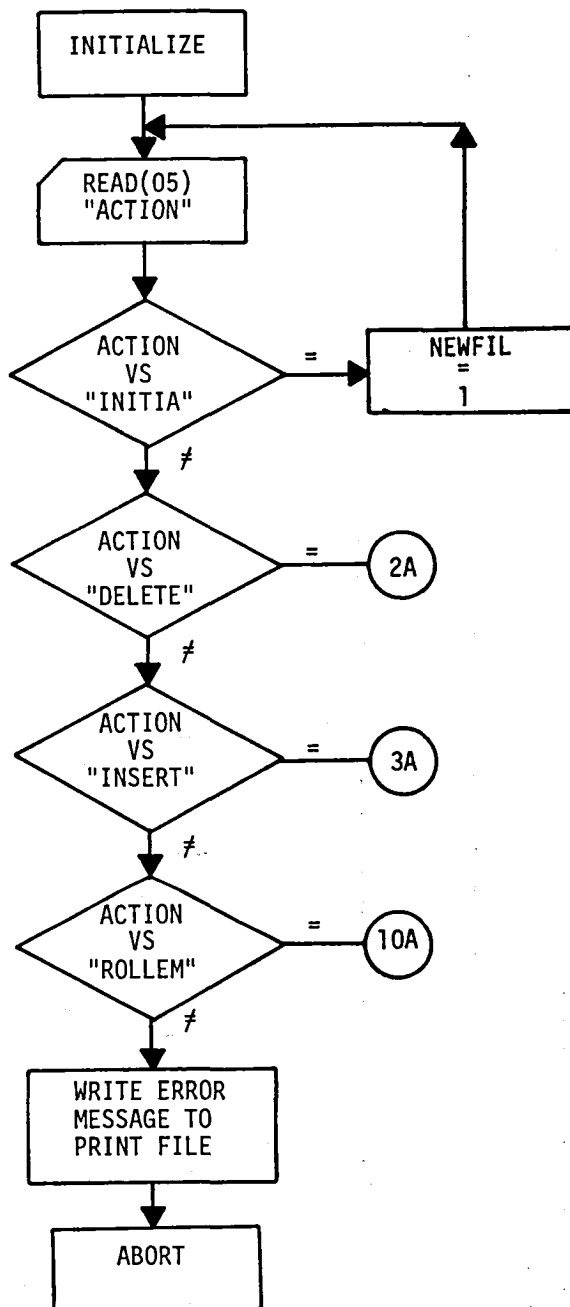 INITIALIZE
READ(05)
"ACTION"
ACTION
VS
"INITIA"
=
NEWFIL
=
1
≠
ACTION
VS
"DELETE"
=
2A
≠
ACTION
VS
"INSERT"
=
3A
≠
ACTION
VS
"ROLLEM"
=
10A
≠
WRITE ERROR
MESSAGE TO
PRINT FILE
ABORT